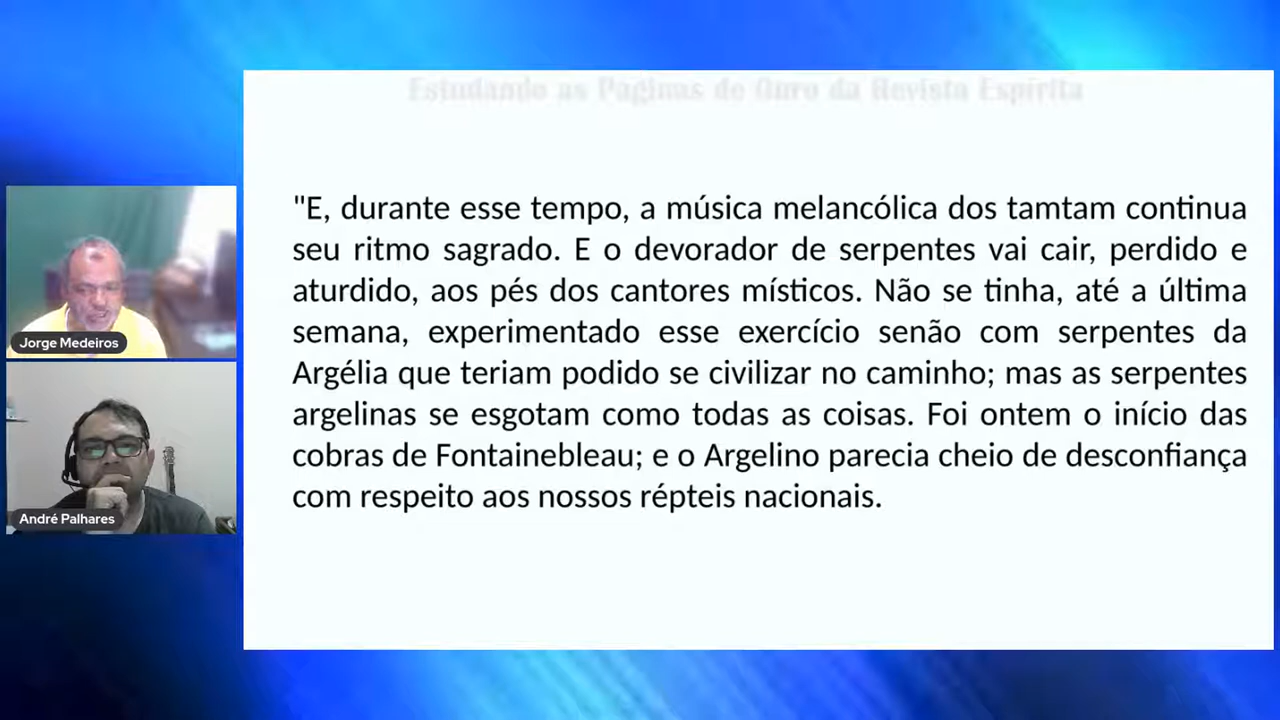 Estudando as Paginas de Ouro da Revista Espírita
"E, durante esse tempo, a música melancólica dos tamtam continua
seu ritmo sagrado. E o devorador de serpentes vai cair, perdido e
aturdido, aos pés dos cantores místicos. Não se tinha, até a última
semana, experimentado esse exercício senão com serpentes da
Argélia que teriam podido se civilizar no caminho; mas as serpentes
argelinas se esgotam como todas as coisas. Foi ontem o início das
cobras de Fontainebleau; e o Argelino parecia cheio de desconfiança
com respeito aos nossos répteis nacionais.
Jorge Medeiros
André Palhares